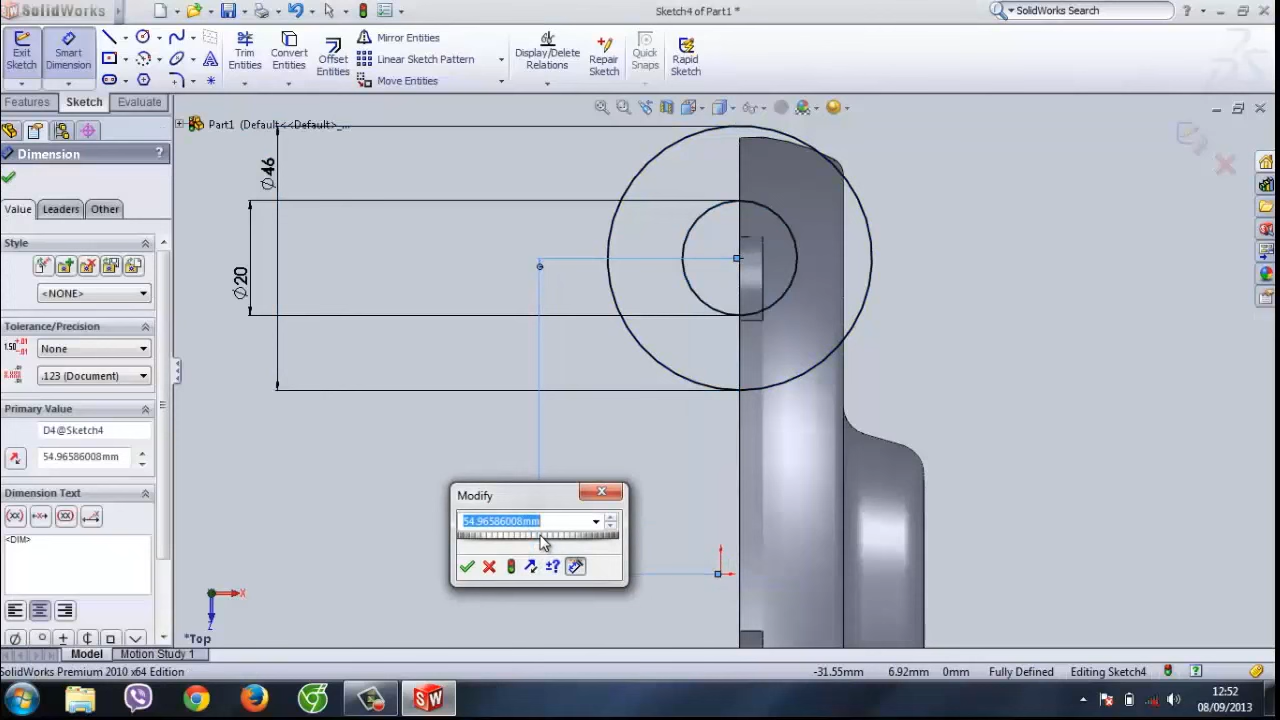 SolidWorks
Sketch4 of Part1 *
SolidWorks Search
Exit Sketch
Smart Dimension
Trim Entities
Convert Entities
Offset Entities
Mirror Entities
Linear Sketch Pattern
Move Entities
Display/Delete Relations
Repair Sketch
Quick Snaps
Rapid Sketch
Features
Sketch
Evaluate
Part1 (Default<<Default>_...
Dimension
?
Value
Leaders
Other
Style
<NONE>
Tolerance/Precision
None
.123 (Document)
Primary Value
D4@Sketch4
54.96586008mm
Dimension Text
<DIM>
∅46
∅20
Modify
54.96586008mm
±?
X
Z
*Top
Model
Motion Study 1
SolidWorks Premium 2010 x64 Edition
-31.55mm
6.92mm
0mm
Fully Defined
Editing Sketch4
12:52
08/09/2013